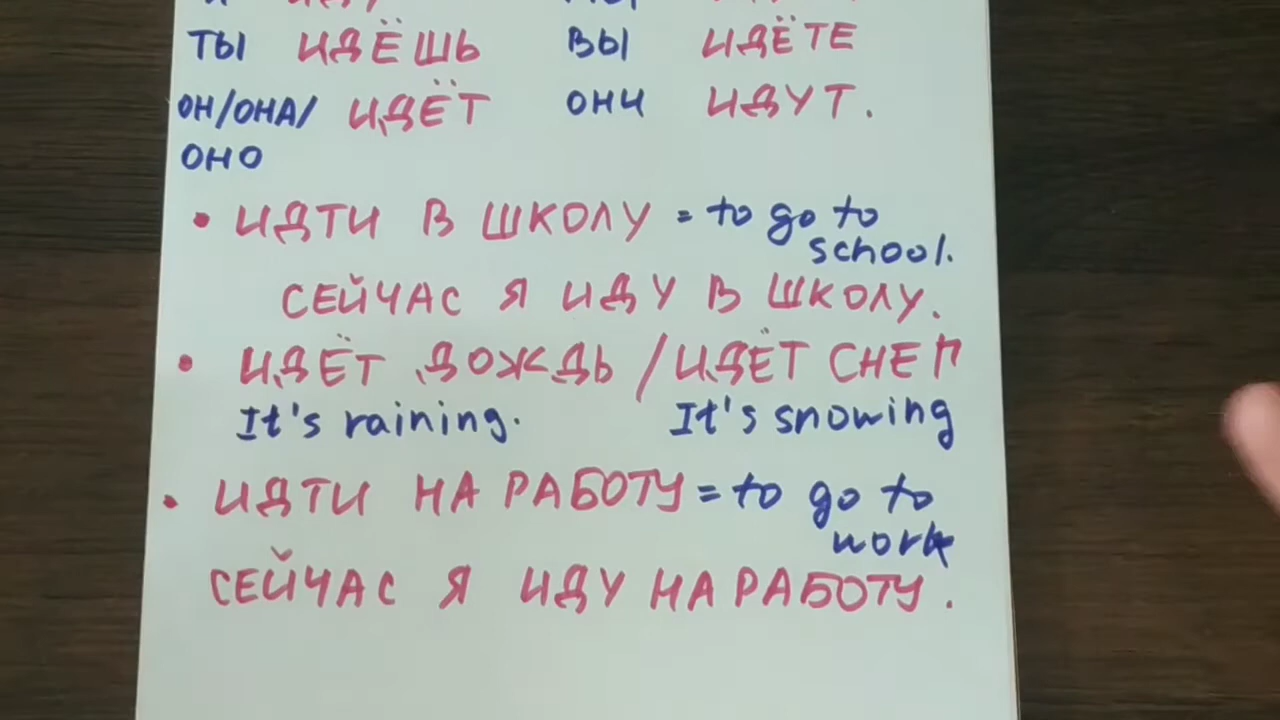 ТЫ ИДЁШЬ ВЫ ИДЁТЕ
ОН/ОНА/ ИДЁТ ОНИ ИДУТ.
ОНО
• ИДТИ В ШКОЛУ = to go to
school.
СЕЙЧАС Я ИДУ В ШКОЛУ.
• ИДЁТ ДОЖДЬ / ИДЁТ СНЕГ
It's raining. It's snowing
• ИДТИ НА РАБОТУ = to go to
work
СЕЙЧАС Я ИДУ НА РАБОТУ.